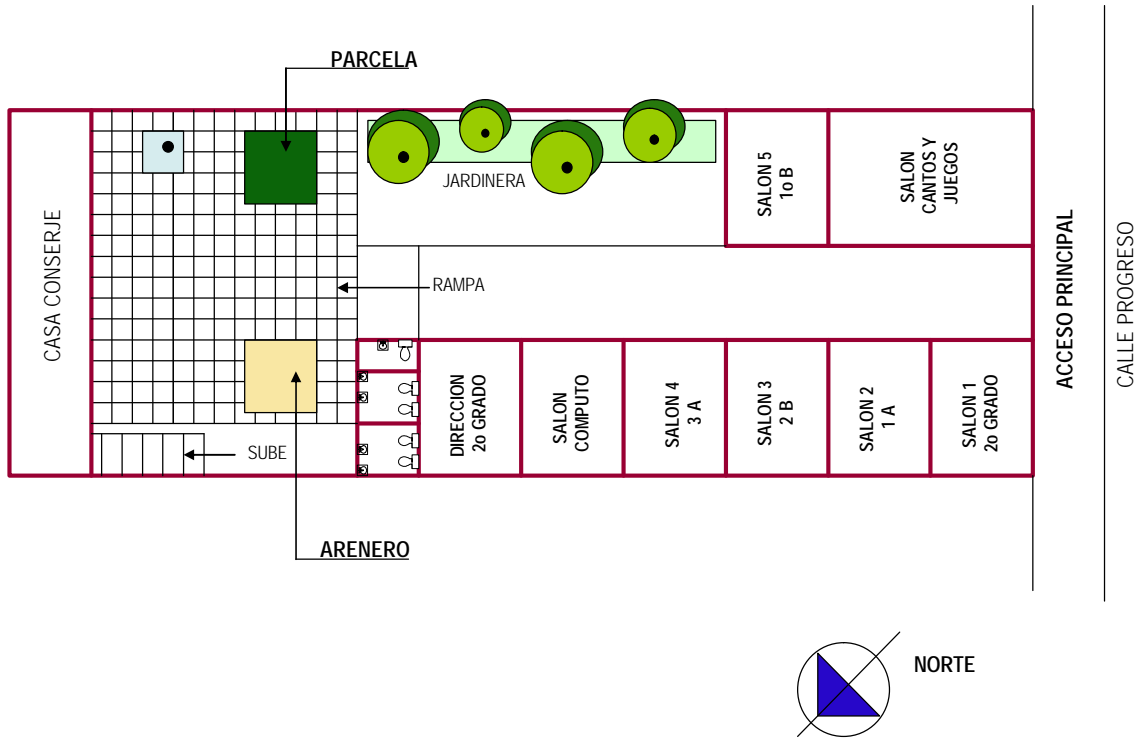 PARCELA
JARDINERA
SALON 5
1o B
SALON
CANTOS Y
JUEGOS
CASA CONSERJE
RAMPA
ACCESO PRINCIPAL
CALLE PROGRESO
DIRECCION
2o GRADO
SALON
COMPUTO
SALON 4
3 A
SALON 3
2 B
SALON 2
1 A
SALON 1
2o GRADO
SUBE
ARENERO
NORTE